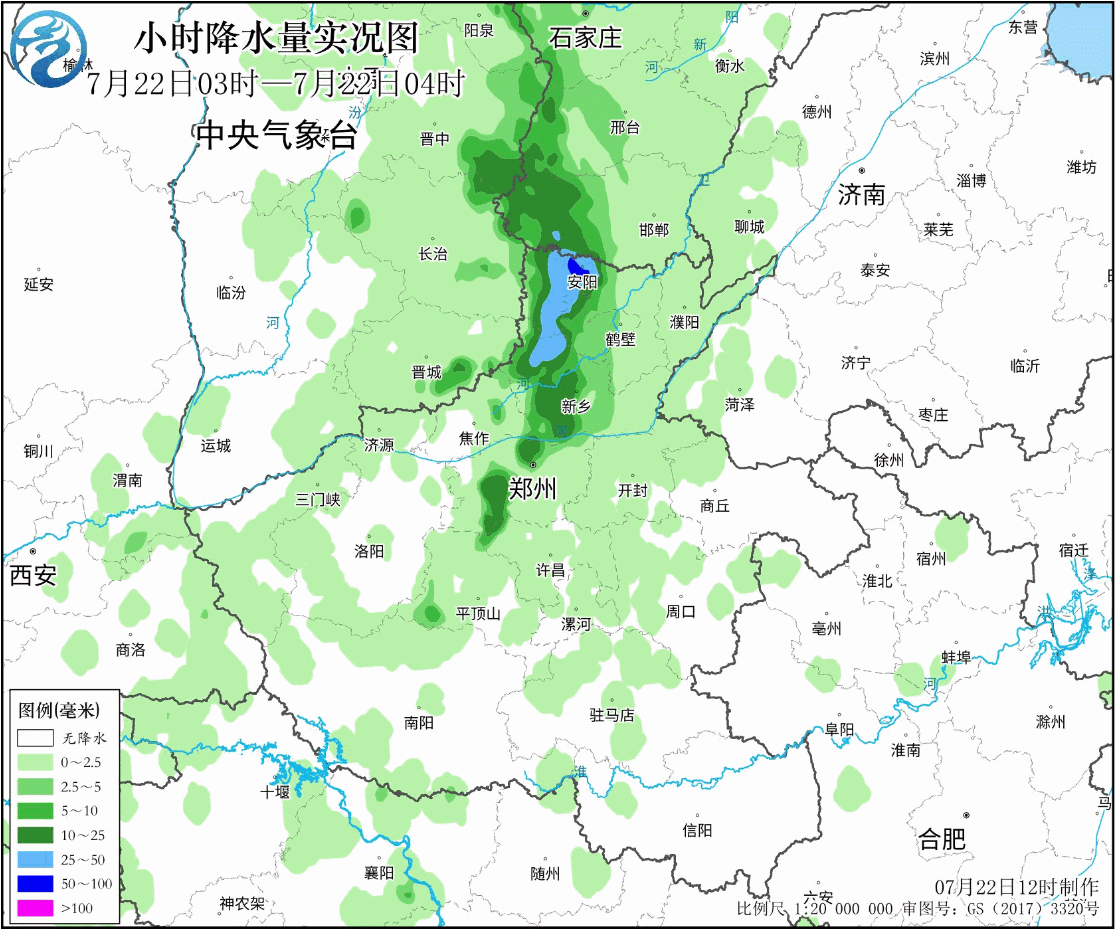 小时降水量实况图
7月22日03时—7月22日04时
中央气象台
榆林
阳泉
石家庄
阳
新
河
衡水
东营
滨州
德州
汾
晋中
邢台
卫
潍坊
淄博
济南
莱芜
聊城
邯郸
长治
泰安
延安
临汾
安阳
河
濮阳
鹤壁
济宁
临沂
晋城
河
新乡
菏泽
枣庄
铜川
运城
济源
焦作
徐州
渭南
三门峡
郑州
开封
商丘
洛阳
西安
许昌
淮北
宿州
宿迁
泽
洪
平顶山
漯河
周口
亳州
商洛
蚌埠
河
南阳
驻马店
阜阳
淮南
滁州
淮
十堰
信阳
合肥
马
襄阳
随州
神农架
六安
图例(毫米)
无降水
0～2.5
2.5～5
5～10
10～25
25～50
50～100
>100
07月22日12时制作
比例尺 1:20 000 000 审图号：GS（2017）3320号